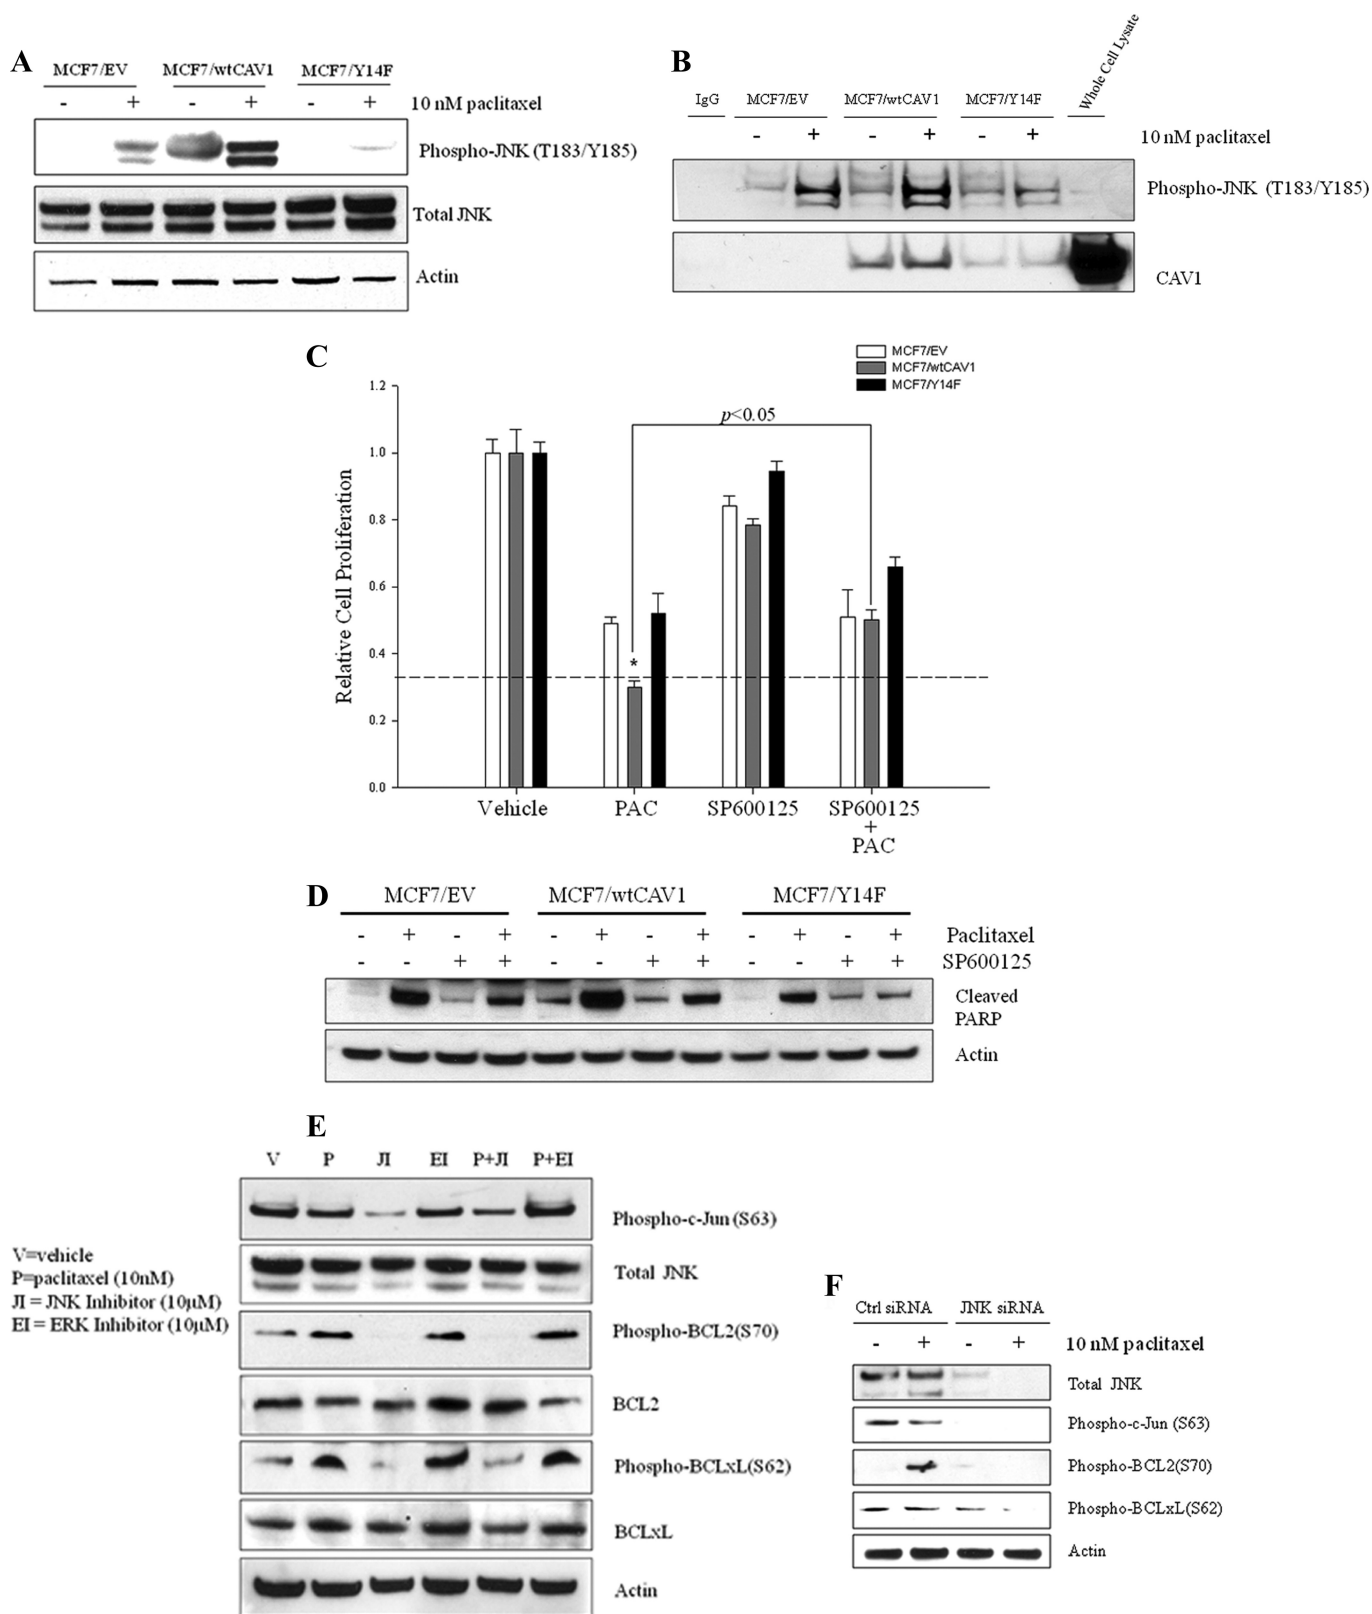 A
MCF7/EV MCF7/wtCAV1 MCF7/Y14F
- + - + - + 10 nM paclitaxel
Phospho-JNK (T183/Y185)
Total JNK
Actin
B
IgG MCF7/EV MCF7/wtCAV1 MCF7/Y14F Whole Cell Lysate
- + - + - + 10 nM paclitaxel
Phospho-JNK (T183/Y185)
CAV1
C
MCF7/EV
MCF7/wtCAV1
MCF7/Y14F
Relative Cell Proliferation
1.2
1.0
0.8
0.6
0.4
0.2
0.0
p<0.05
*
Vehicle PAC SP600125 SP600125
+
PAC
D
MCF7/EV MCF7/wtCAV1 MCF7/Y14F
- + - + - + - + - + - + Paclitaxel
- - + + - - + + - - + + SP600125
Cleaved
PARP
Actin
E
V P JI EI P+JI P+EI
Phospho-c-Jun (S63)
Total JNK
Phospho-BCL2(S70)
BCL2
Phospho-BCLxL(S62)
BCLxL
Actin
V=vehicle
P=paclitaxel (10nM)
JI = JNK Inhibitor (10µM)
EI = ERK Inhibitor (10µM)
F
Ctrl siRNA JNK siRNA
- + - + 10 nM paclitaxel
Total JNK
Phospho-c-Jun (S63)
Phospho-BCL2(S70)
Phospho-BCLxL(S62)
Actin